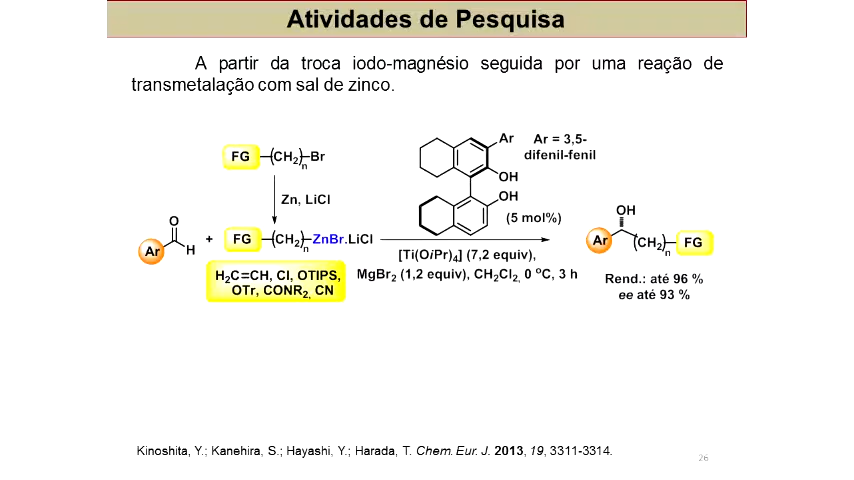 Atividades de Pesquisa
A partir da troca iodo-magnésio seguida por uma reação de
transmetalação com sal de zinco.
FG (CH2)n Br
Zn, LiCl
Ar
Ar = 3,5-
difenil-fenil
OH
OH
(5 mol%)
O
Ar H
+
FG (CH2)n ZnBr.LiCl
H2C=CH, Cl, OTIPS,
OTr, CONR2, CN
[Ti(OiPr)4] (7,2 equiv),
MgBr2 (1,2 equiv), CH2Cl2, 0 ºC, 3 h
OH
Ar (CH2)n FG
Rend.: até 96 %
ee até 93 %
Kinoshita, Y.; Kanehira, S.; Hayashi, Y.; Harada, T. Chem. Eur. J. 2013, 19, 3311-3314.
26